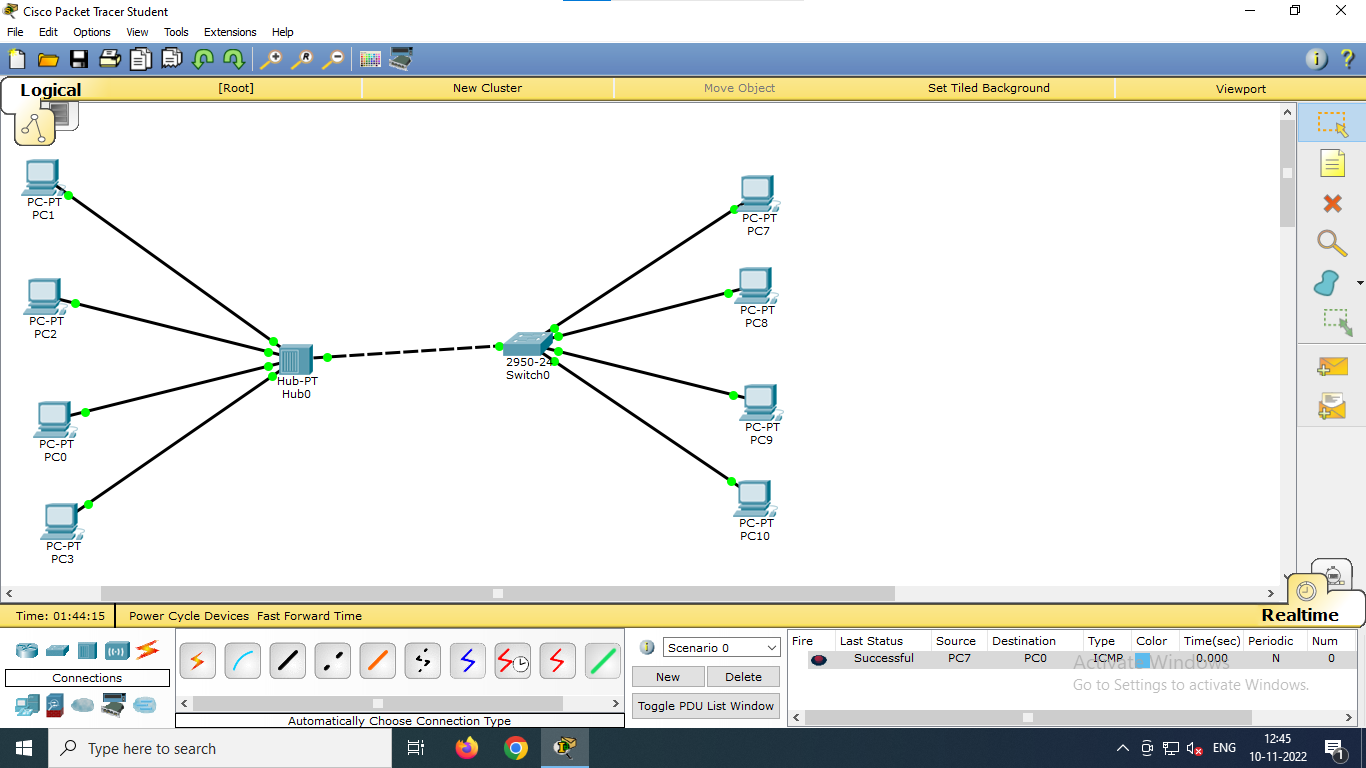 Cisco Packet Tracer Student
File Edit Options View Tools Extensions Help
Logical [Root] New Cluster Move Object Set Tiled Background Viewport
PC-PT
PC1
PC-PT
PC7
PC-PT
PC2
PC-PT
PC8
2950-24
Switch0
Hub-PT
Hub0
PC-PT
PC9
PC-PT
PC0
PC-PT
PC10
PC-PT
PC3
Time: 01:44:15 Power Cycle Devices Fast Forward Time Realtime
Connections
Automatically Choose Connection Type
Scenario 0
New Delete
Toggle PDU List Window
Fire Last Status Source Destination Type Color Time(sec) Periodic Num
Successful PC7 PC0 ICMP 0.000 N 0
Activate Windows
Go to Settings to activate Windows.
Type here to search
ENG
12:45
10-11-2022
1